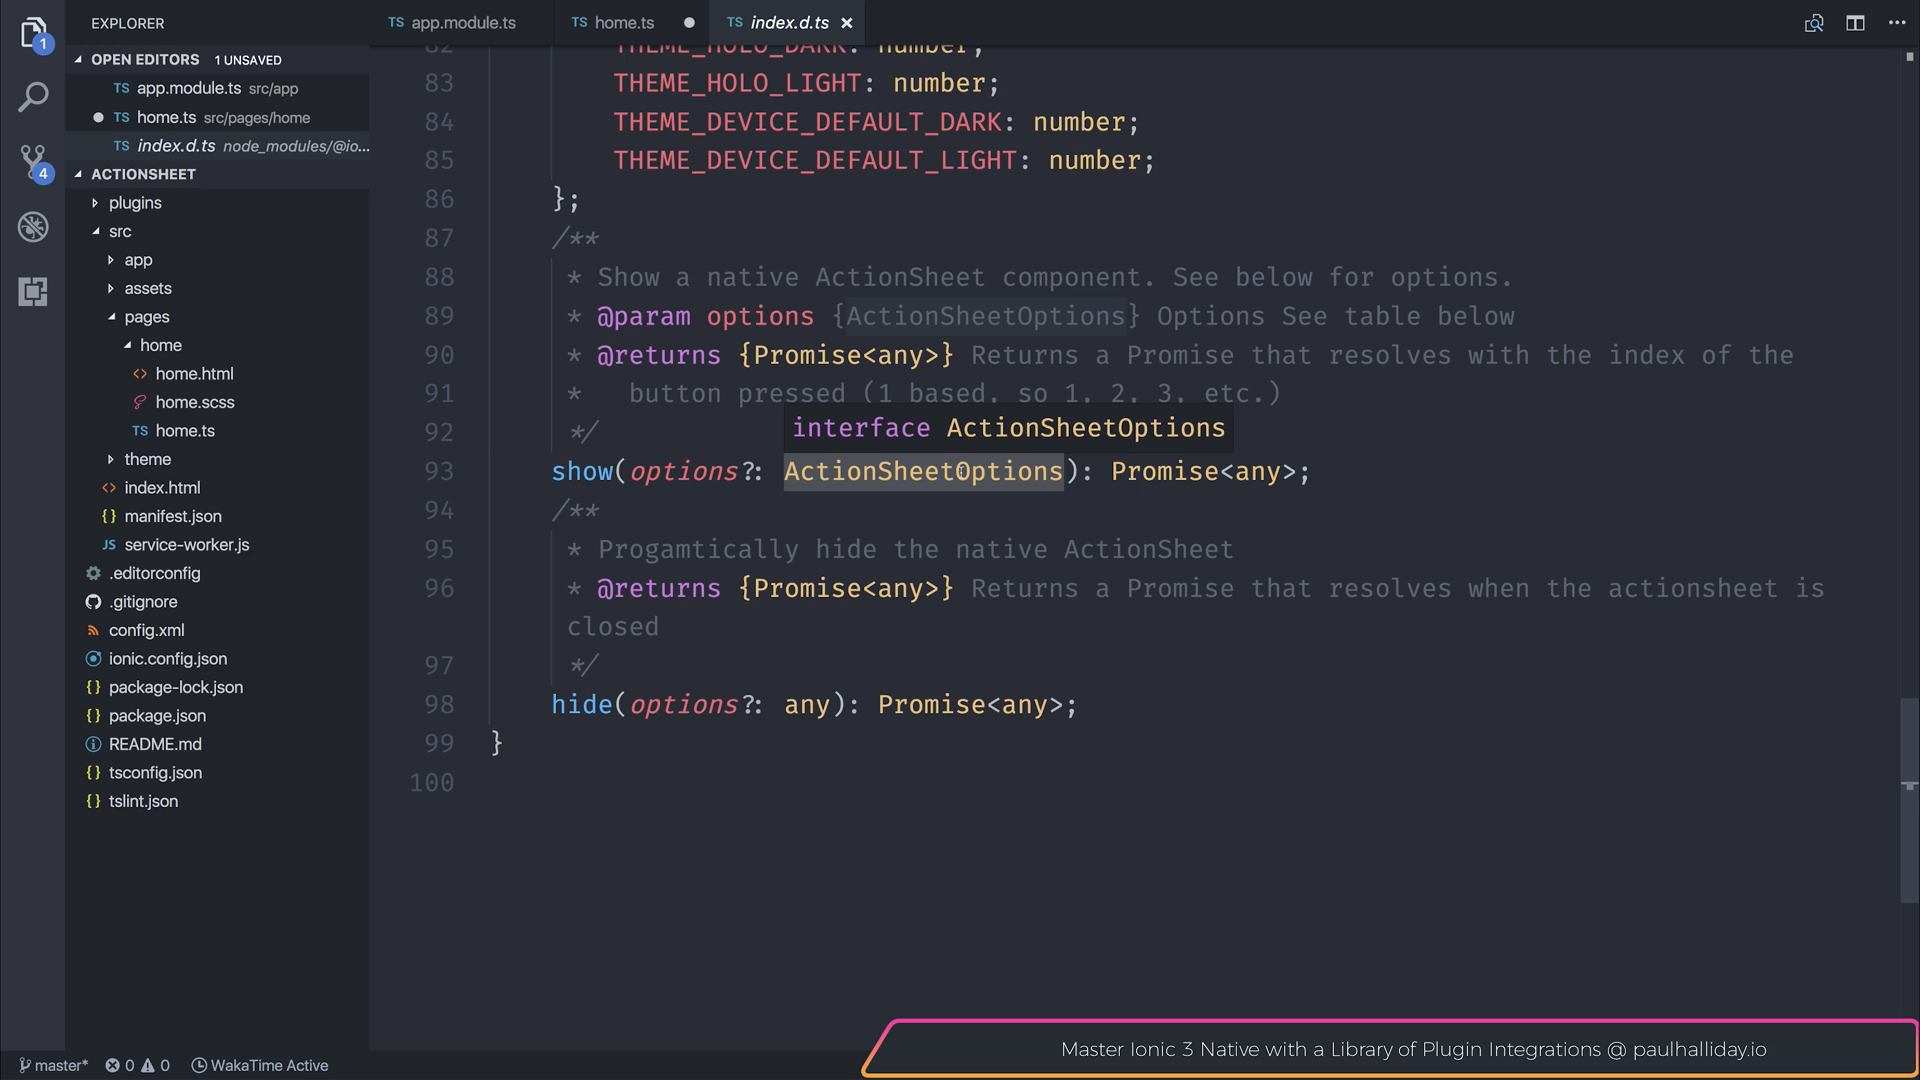 EXPLORER
TS app.module.ts
TS home.ts
TS index.d.ts
OPEN EDITORS 1 UNSAVED
TS app.module.ts src/app
TS home.ts src/pages/home
TS index.d.ts node_modules/@io...
1
4
ACTIONSHEET
plugins
src
app
assets
pages
home
<> home.html
home.scss
TS home.ts
theme
<> index.html
{} manifest.json
JS service-worker.js
.editorconfig
.gitignore
config.xml
ionic.config.json
{} package-lock.json
{} package.json
README.md
{} tsconfig.json
{} tslint.json
82 THEME_HOLO_DARK: number;
83 THEME_HOLO_LIGHT: number;
84 THEME_DEVICE_DEFAULT_DARK: number;
85 THEME_DEVICE_DEFAULT_LIGHT: number;
86 };
87 /**
88 * Show a native ActionSheet component. See below for options.
89 * @param options {ActionSheetOptions} Options See table below
90 * @returns {Promise<any>} Returns a Promise that resolves with the index of the
91 * button pressed (1 based, so 1, 2, 3, etc.)
92 */
interface ActionSheetOptions
93 show(options?: ActionSheetOptions): Promise<any>;
94 /**
95 * Progamtically hide the native ActionSheet
96 * @returns {Promise<any>} Returns a Promise that resolves when the actionsheet is
closed
97 */
98 hide(options?: any): Promise<any>;
99 }
100
master* 0 0 WakaTime Active
Master Ionic 3 Native with a Library of Plugin Integrations @ paulhalliday.io